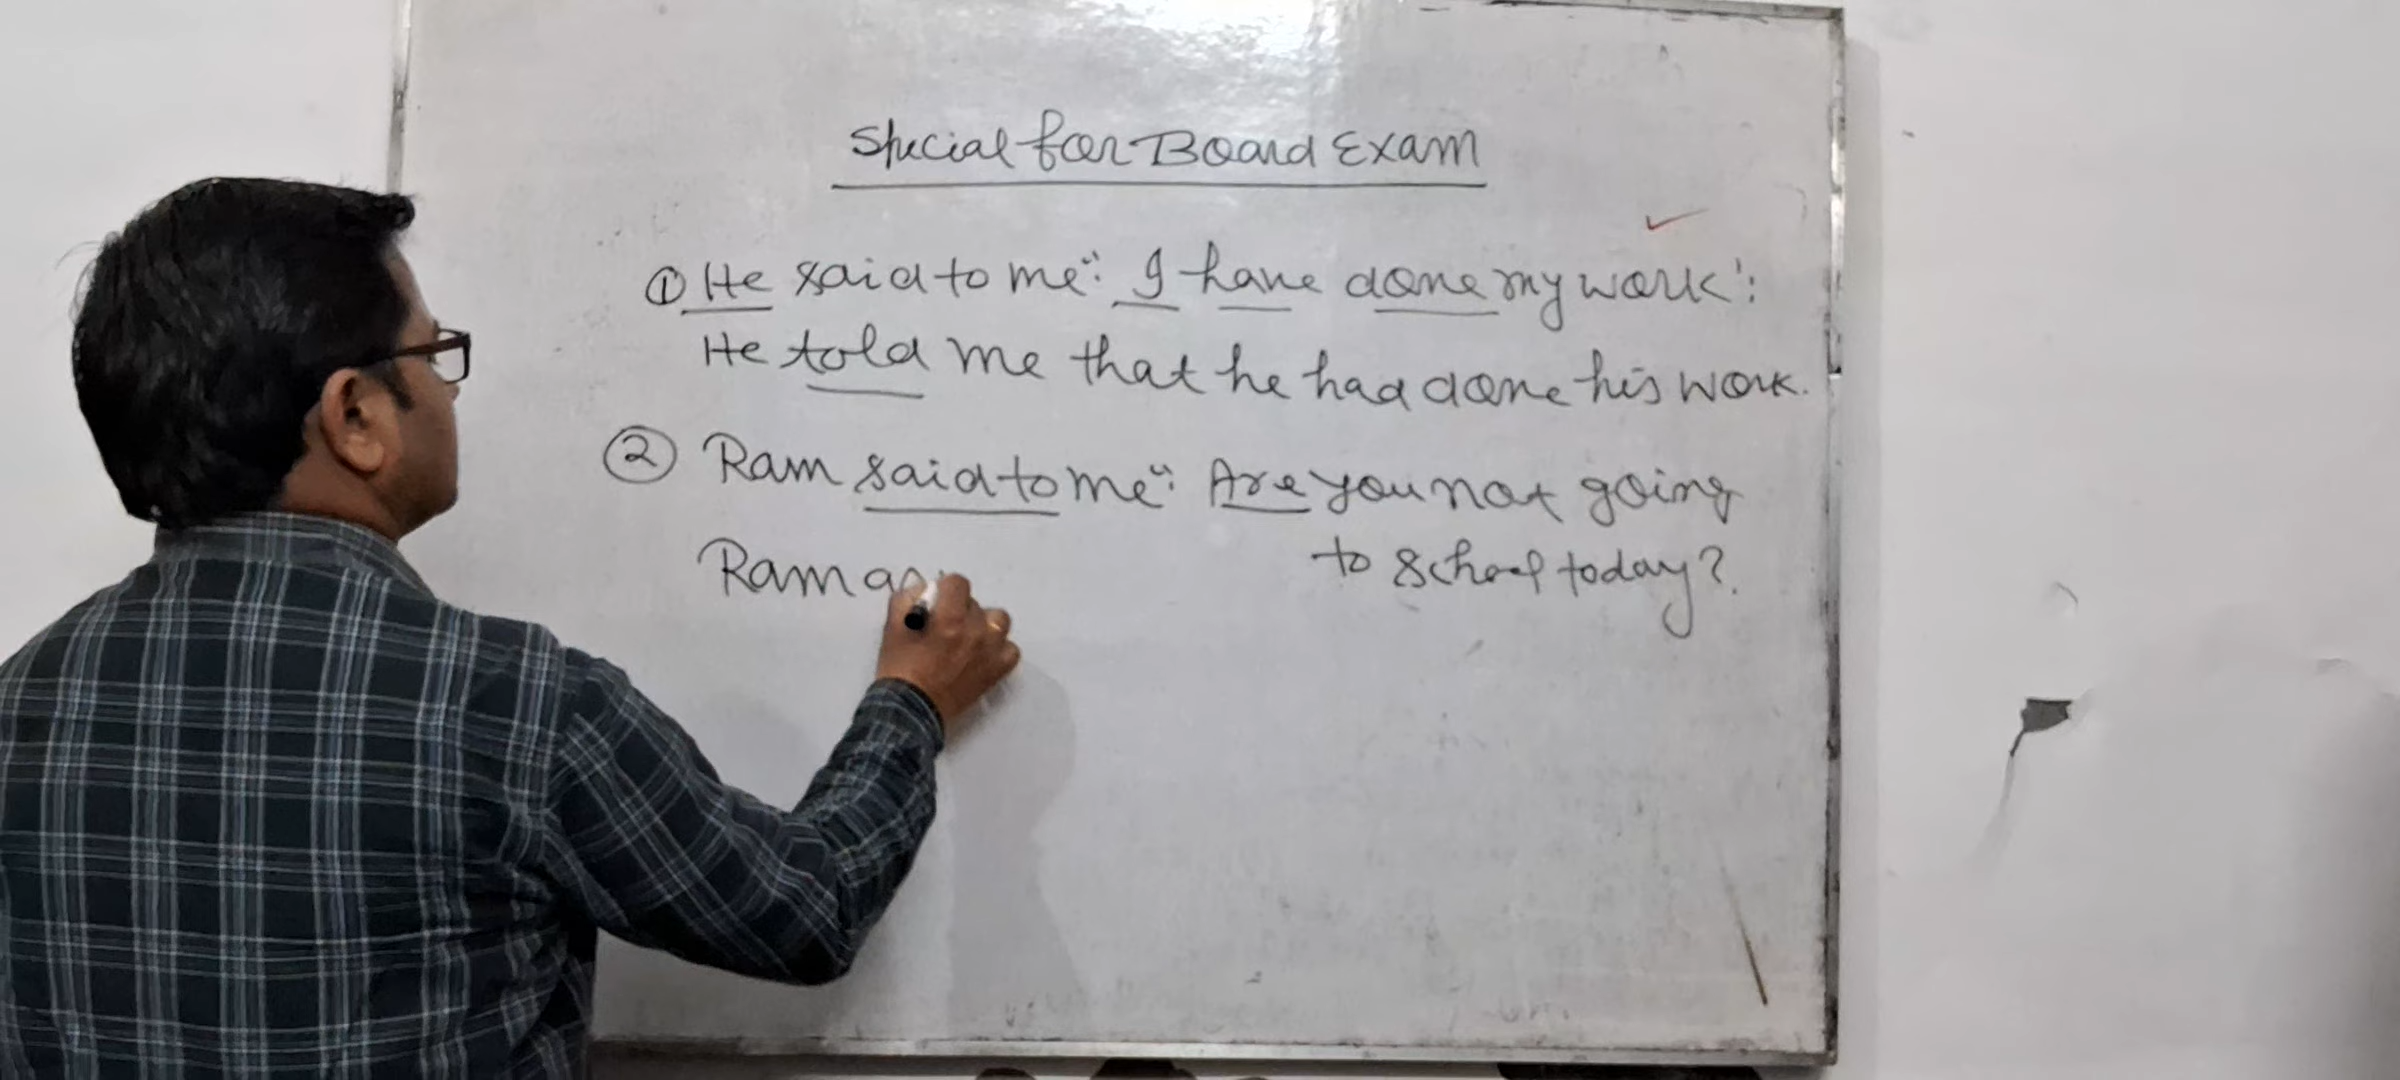 Special for Board Exam
① He said to me": I have done my work':
He told me that he had done his work.
② Ram said to me": Are you not going
to school today?
Ram as